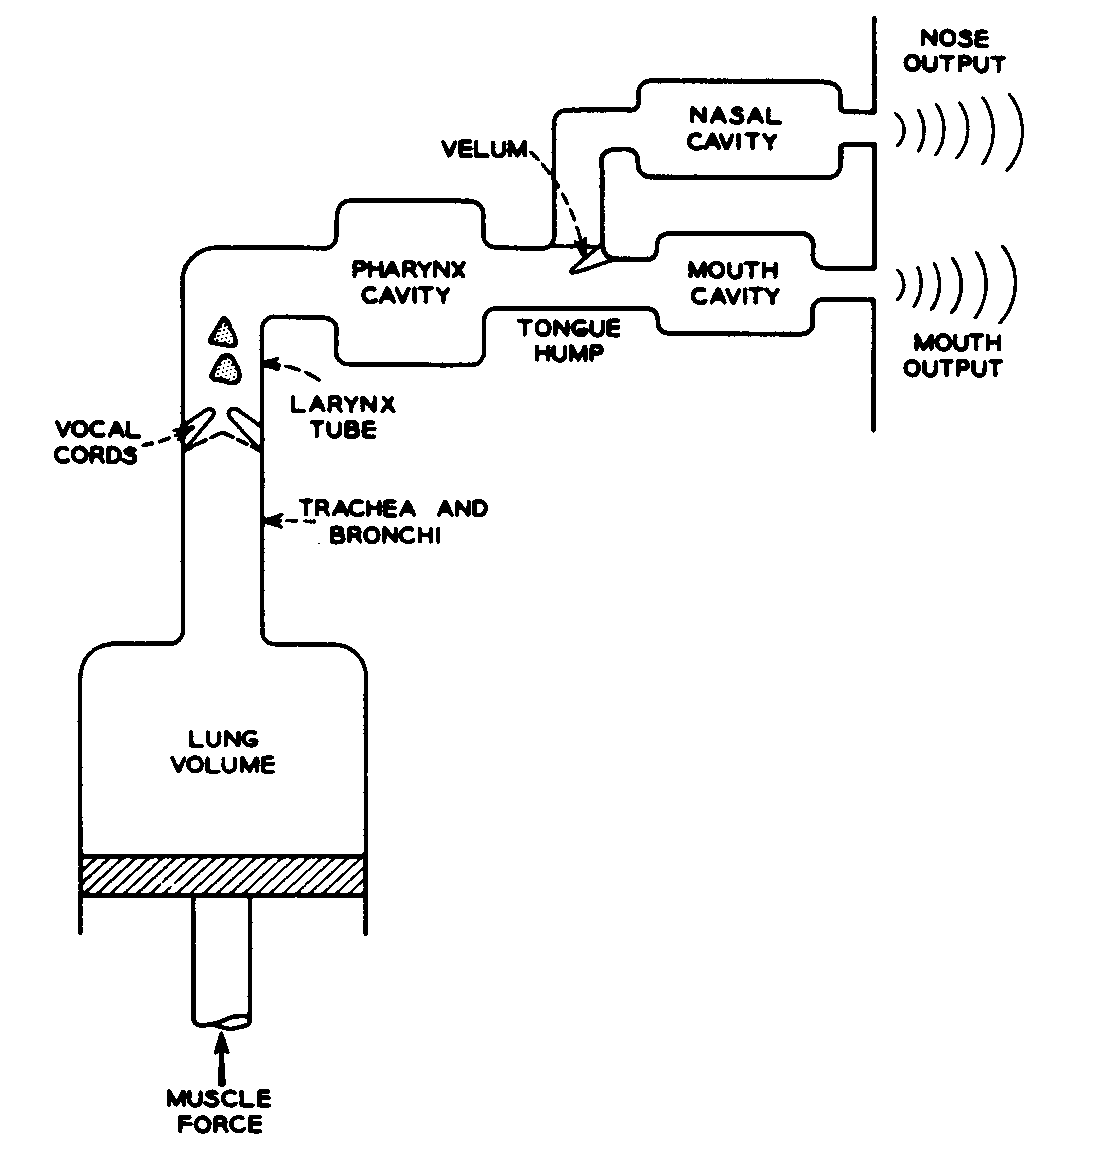 NOSE
OUTPUT
NASAL
CAVITY
VELUM
PHARYNX
CAVITY
MOUTH
CAVITY
TONGUE
HUMP
MOUTH
OUTPUT
LARYNX
TUBE
VOCAL
CORDS
TRACHEA AND
BRONCHI
LUNG
VOLUME
MUSCLE
FORCE